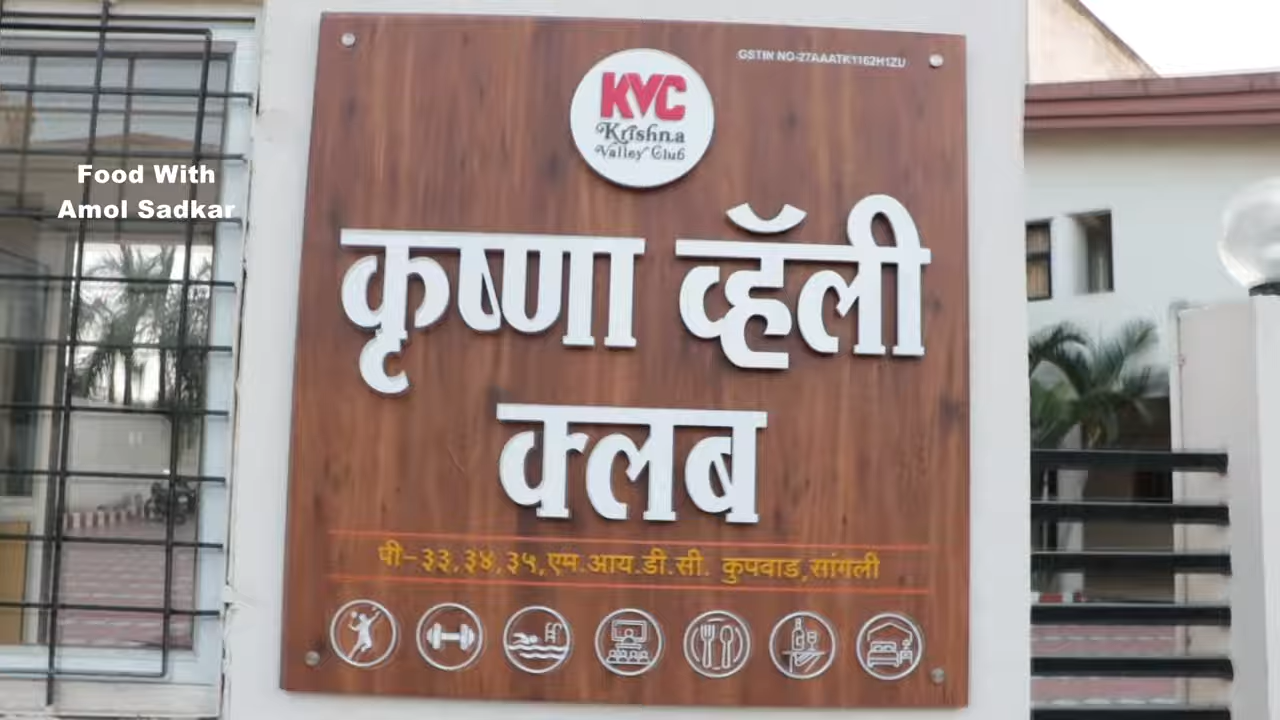 Food With
Amol Sadkar
GSTIN NO-27AAATK1162H1ZU
KVC
Krishna
Valley Club
कृष्णा व्हॅली
क्लब
पी-३३,३४,३५,एम.आय.डी.सी. कुपवाड,सांगली